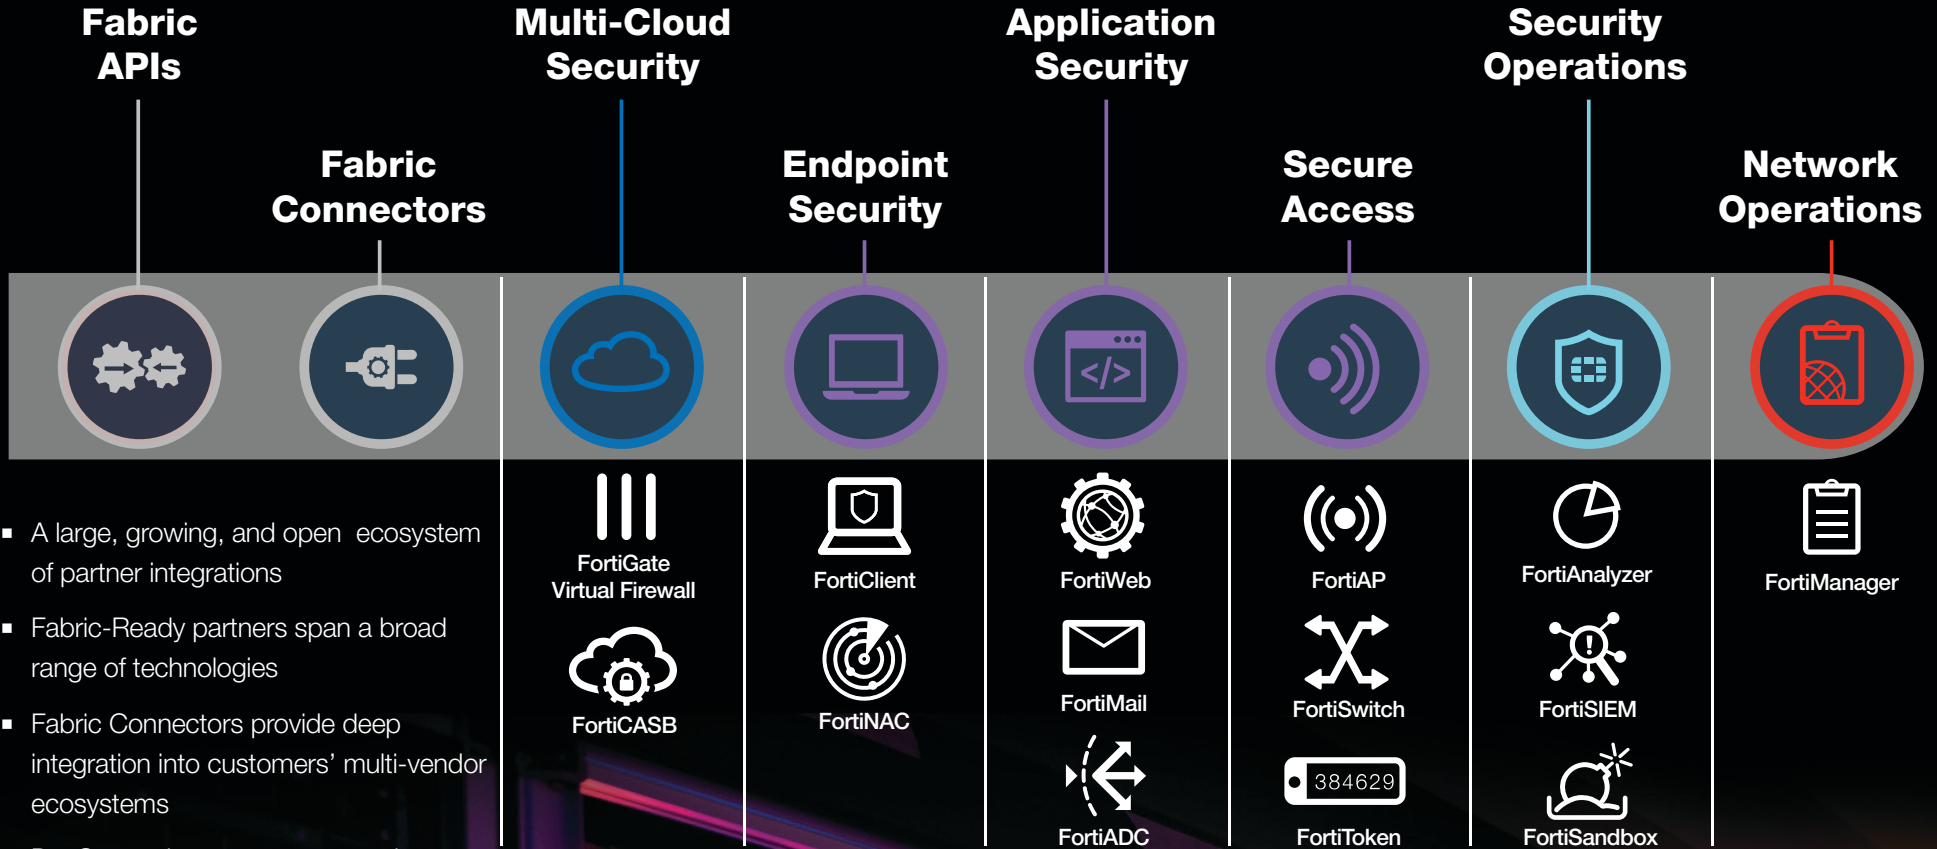 Fabric
APIs
Multi-Cloud
Security
Application
Security
Security
Operations
Fabric
Connectors
Endpoint
Security
Secure
Access
Network
Operations
</>
■ A large, growing, and open ecosystem
of partner integrations
■ Fabric-Ready partners span a broad
range of technologies
■ Fabric Connectors provide deep
integration into customers’ multi-vendor
ecosystems
FortiGate
Virtual Firewall
FortiCASB
FortiClient
FortiNAC
FortiWeb
FortiMail
FortiADC
FortiAP
FortiSwitch
384629
FortiToken
FortiAnalyzer
!
FortiSIEM
FortiSandbox
FortiManager